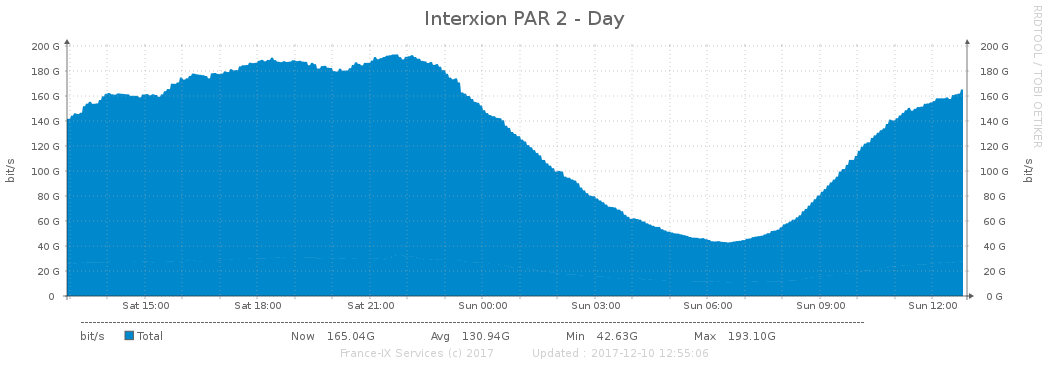 Interxion PAR 2 - Day
RRDTOOL / TOBI OETIKER
bit/s
200 G
180 G
160 G
140 G
120 G
100 G
80 G
60 G
40 G
20 G
0
200 G
180 G
160 G
140 G
120 G
100 G
80 G
60 G
40 G
20 G
0 G
bit/s
Sat 15:00 Sat 18:00 Sat 21:00 Sun 00:00 Sun 03:00 Sun 06:00 Sun 09:00 Sun 12:00
bit/s Total Now 165.04G Avg 130.94G Min 42.63G Max 193.10G
France-IX Services (c) 2017 Updated : 2017-12-10 12:55:06